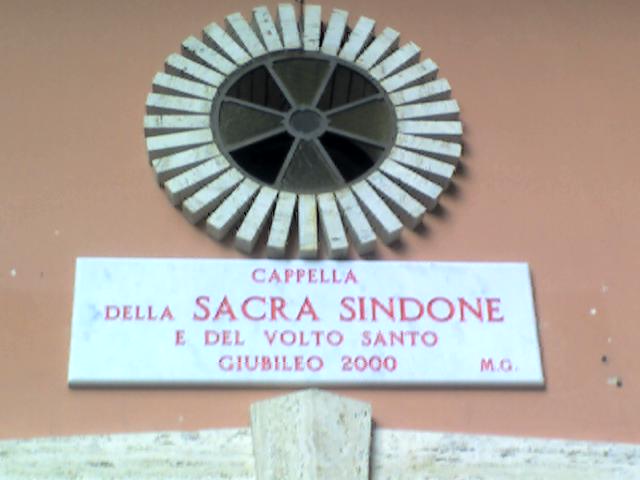 CAPPELLA
DELLA SACRA SINDONE
E DEL VOLTO SANTO
GIUBILEO 2000 M.G.